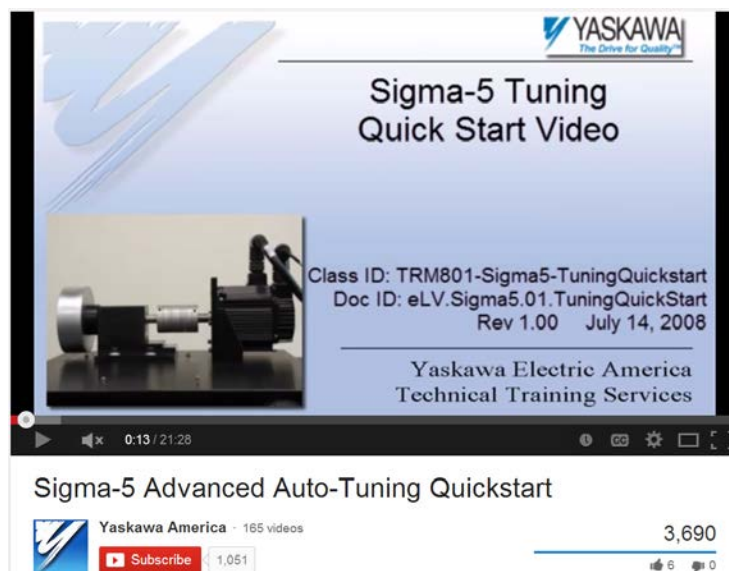 YASKAWA
The Drive for Quality™
Sigma-5 Tuning
Quick Start Video
Class ID: TRM801-Sigma5-TuningQuickstart
Doc ID: eLV.Sigma5.01.TuningQuickStart
Rev 1.00 July 14, 2008
Yaskawa Electric America
Technical Training Services
0:13 / 21:28
CC
Sigma-5 Advanced Auto-Tuning Quickstart
Yaskawa America · 165 videos
Subscribe 1,051
3,690
6 0